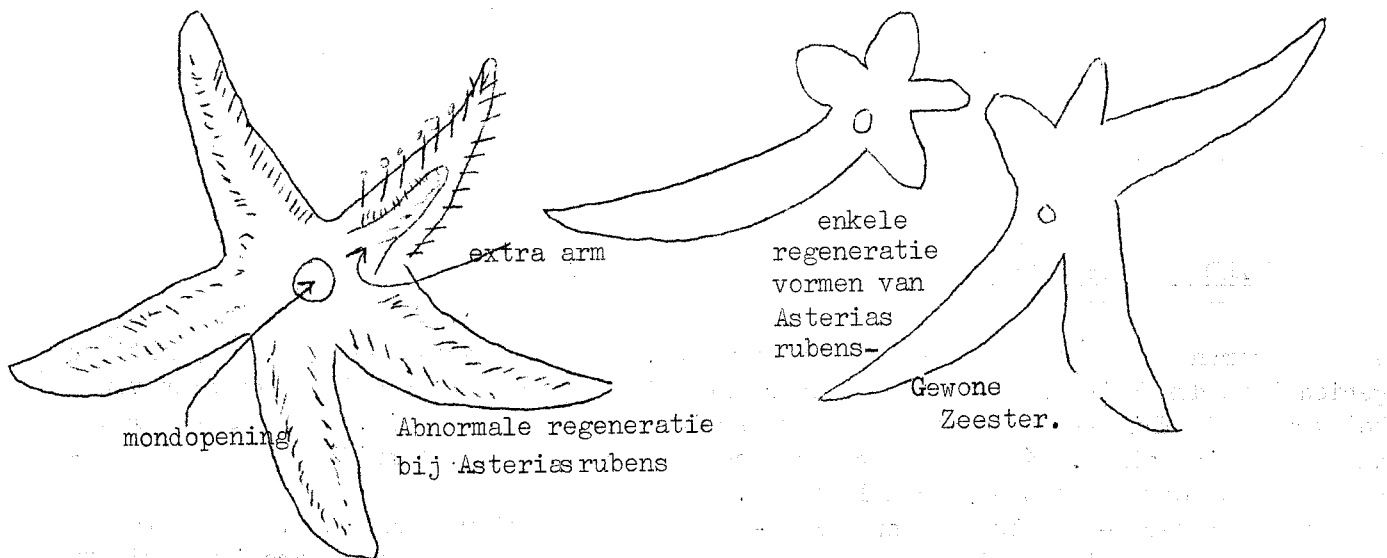 extra arm
mondopening
Abnormale regeneratie
bij Asterias rubens
enkele
regeneratie
vormen van
Asterias
rubens-
Gewone
Zeester.